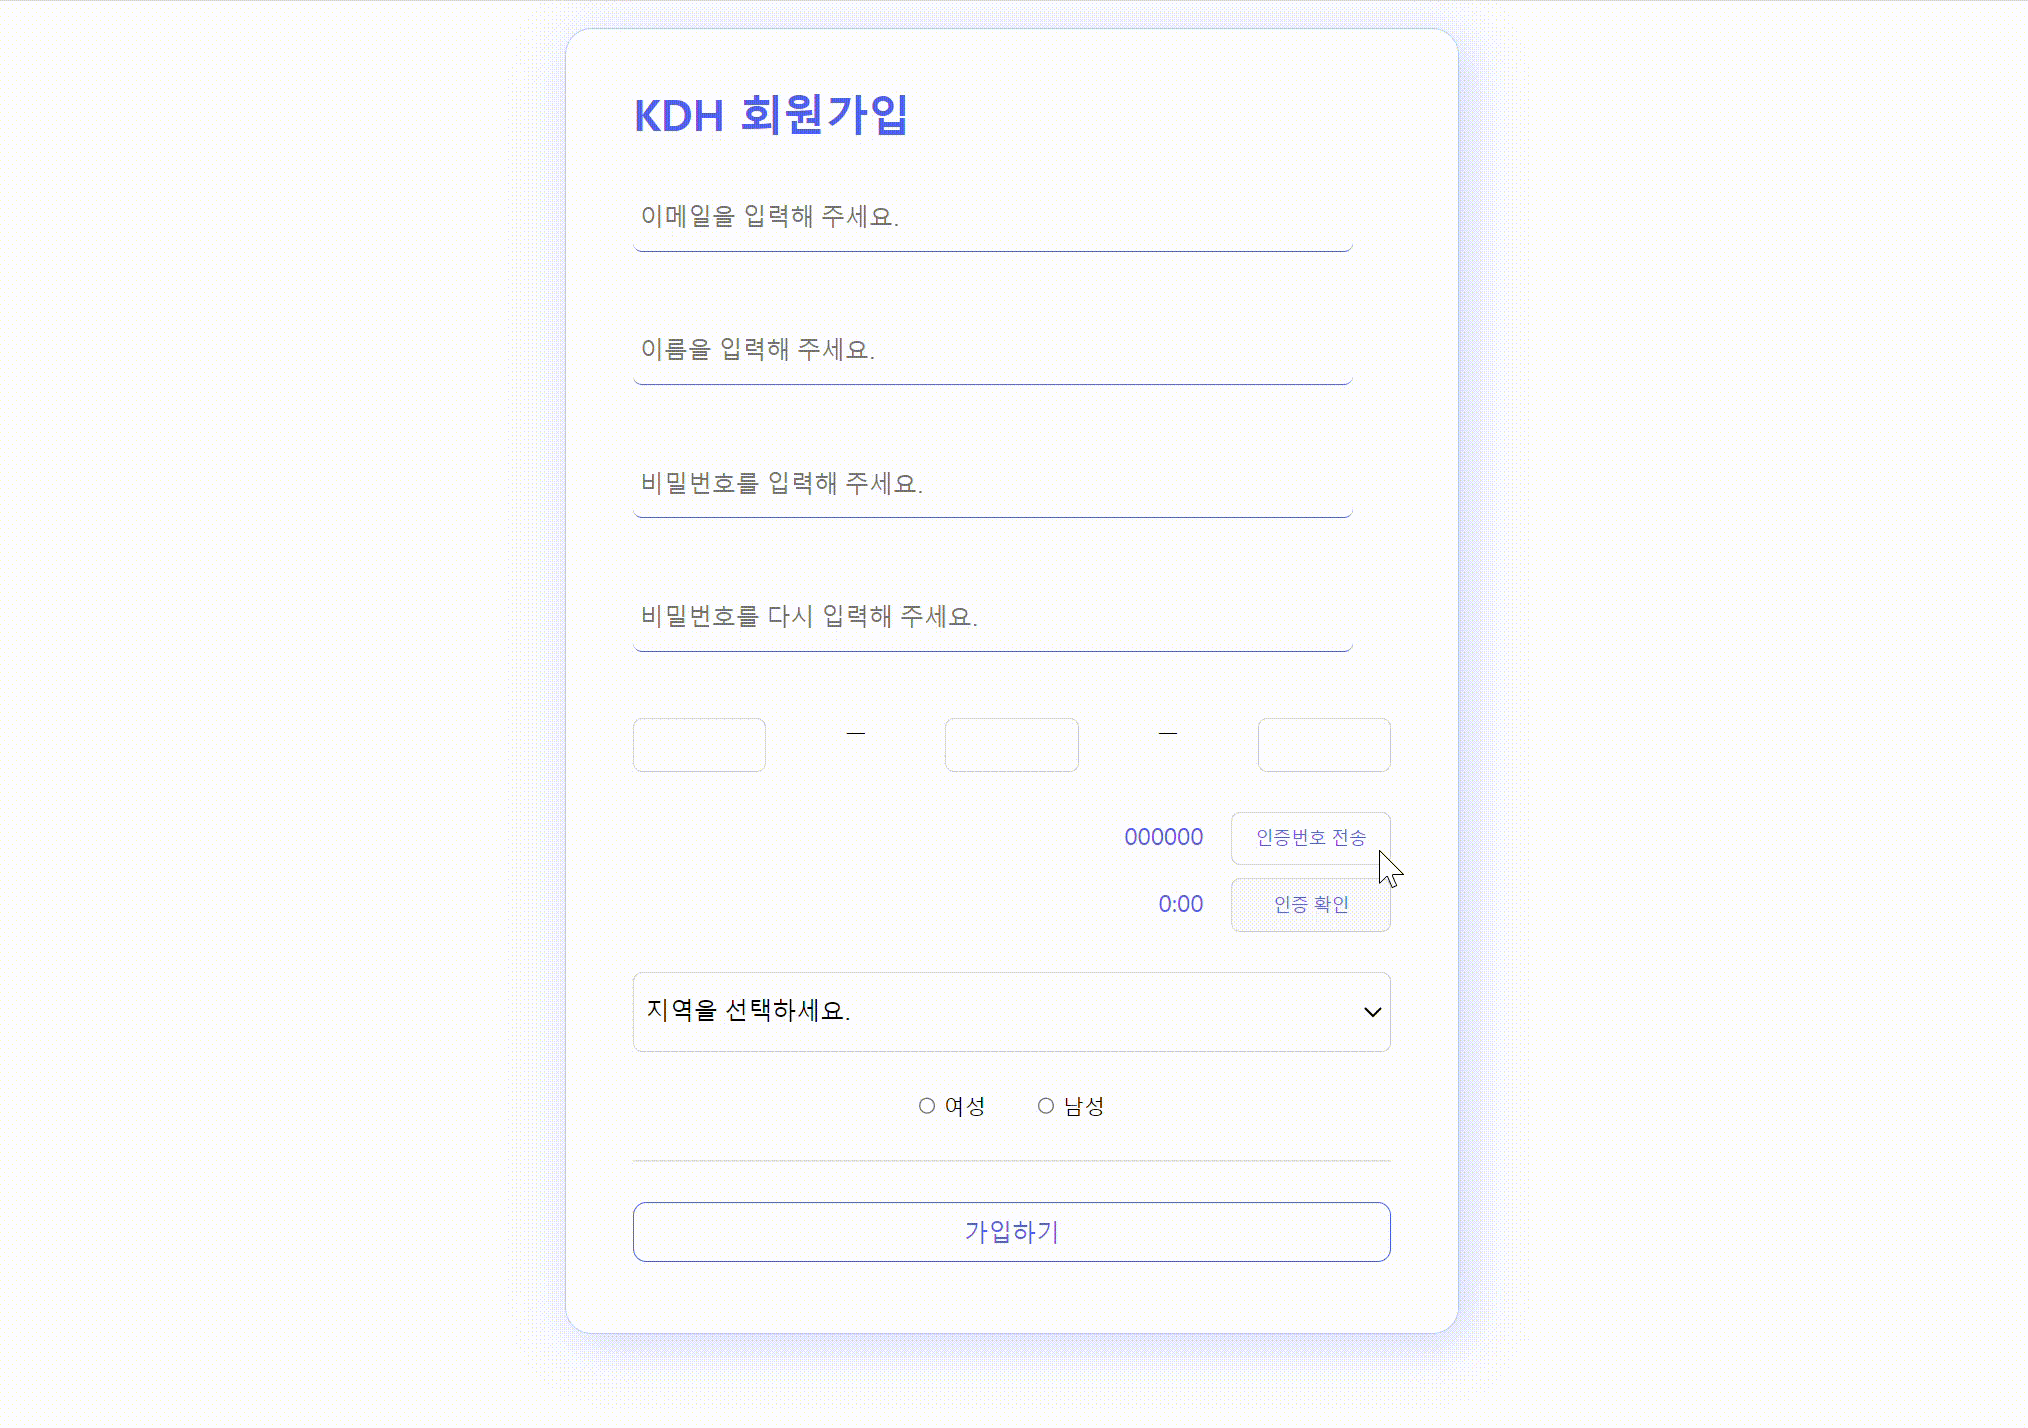 KDH 회원가입
이메일을 입력해 주세요.
이름을 입력해 주세요.
비밀번호를 입력해 주세요.
비밀번호를 다시 입력해 주세요.
— —
000000 인증번호 전송
0:00 인증 확인
지역을 선택하세요.
여성 남성
가입하기